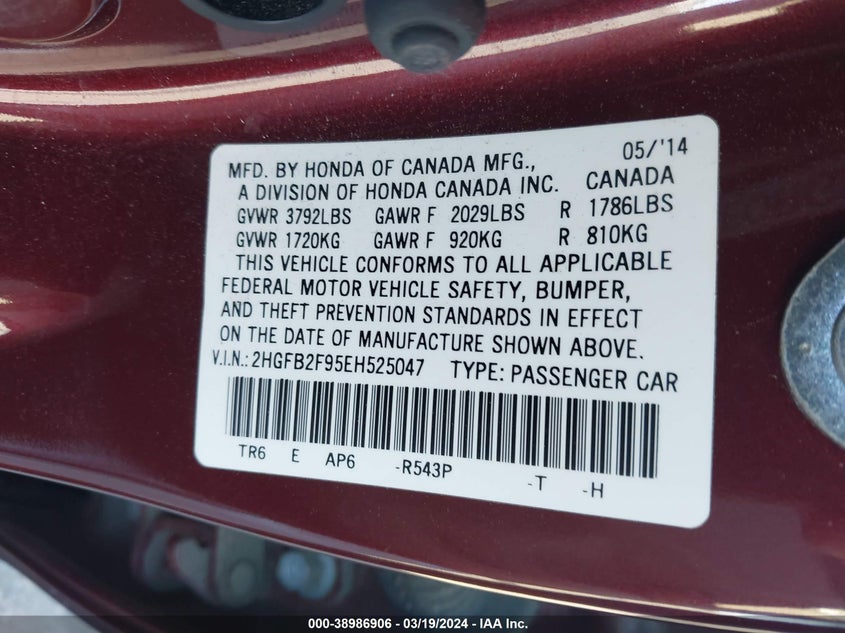 MFD. BY HONDA OF CANADA MFG., 05/'14
A DIVISION OF HONDA CANADA INC. CANADA
GVWR 3792LBS GAWR F 2029LBS R 1786LBS
GVWR 1720KG GAWR F 920KG R 810KG
THIS VEHICLE CONFORMS TO ALL APPLICABLE
FEDERAL MOTOR VEHICLE SAFETY, BUMPER,
AND THEFT PREVENTION STANDARDS IN EFFECT
ON THE DATE OF MANUFACTURE SHOWN ABOVE.
V.I.N.: 2HGFB2F95EH525047 TYPE: PASSENGER CAR
TR6 E AP6 -R543P -T -H
000-38986906 - 03/19/2024 - IAA Inc.